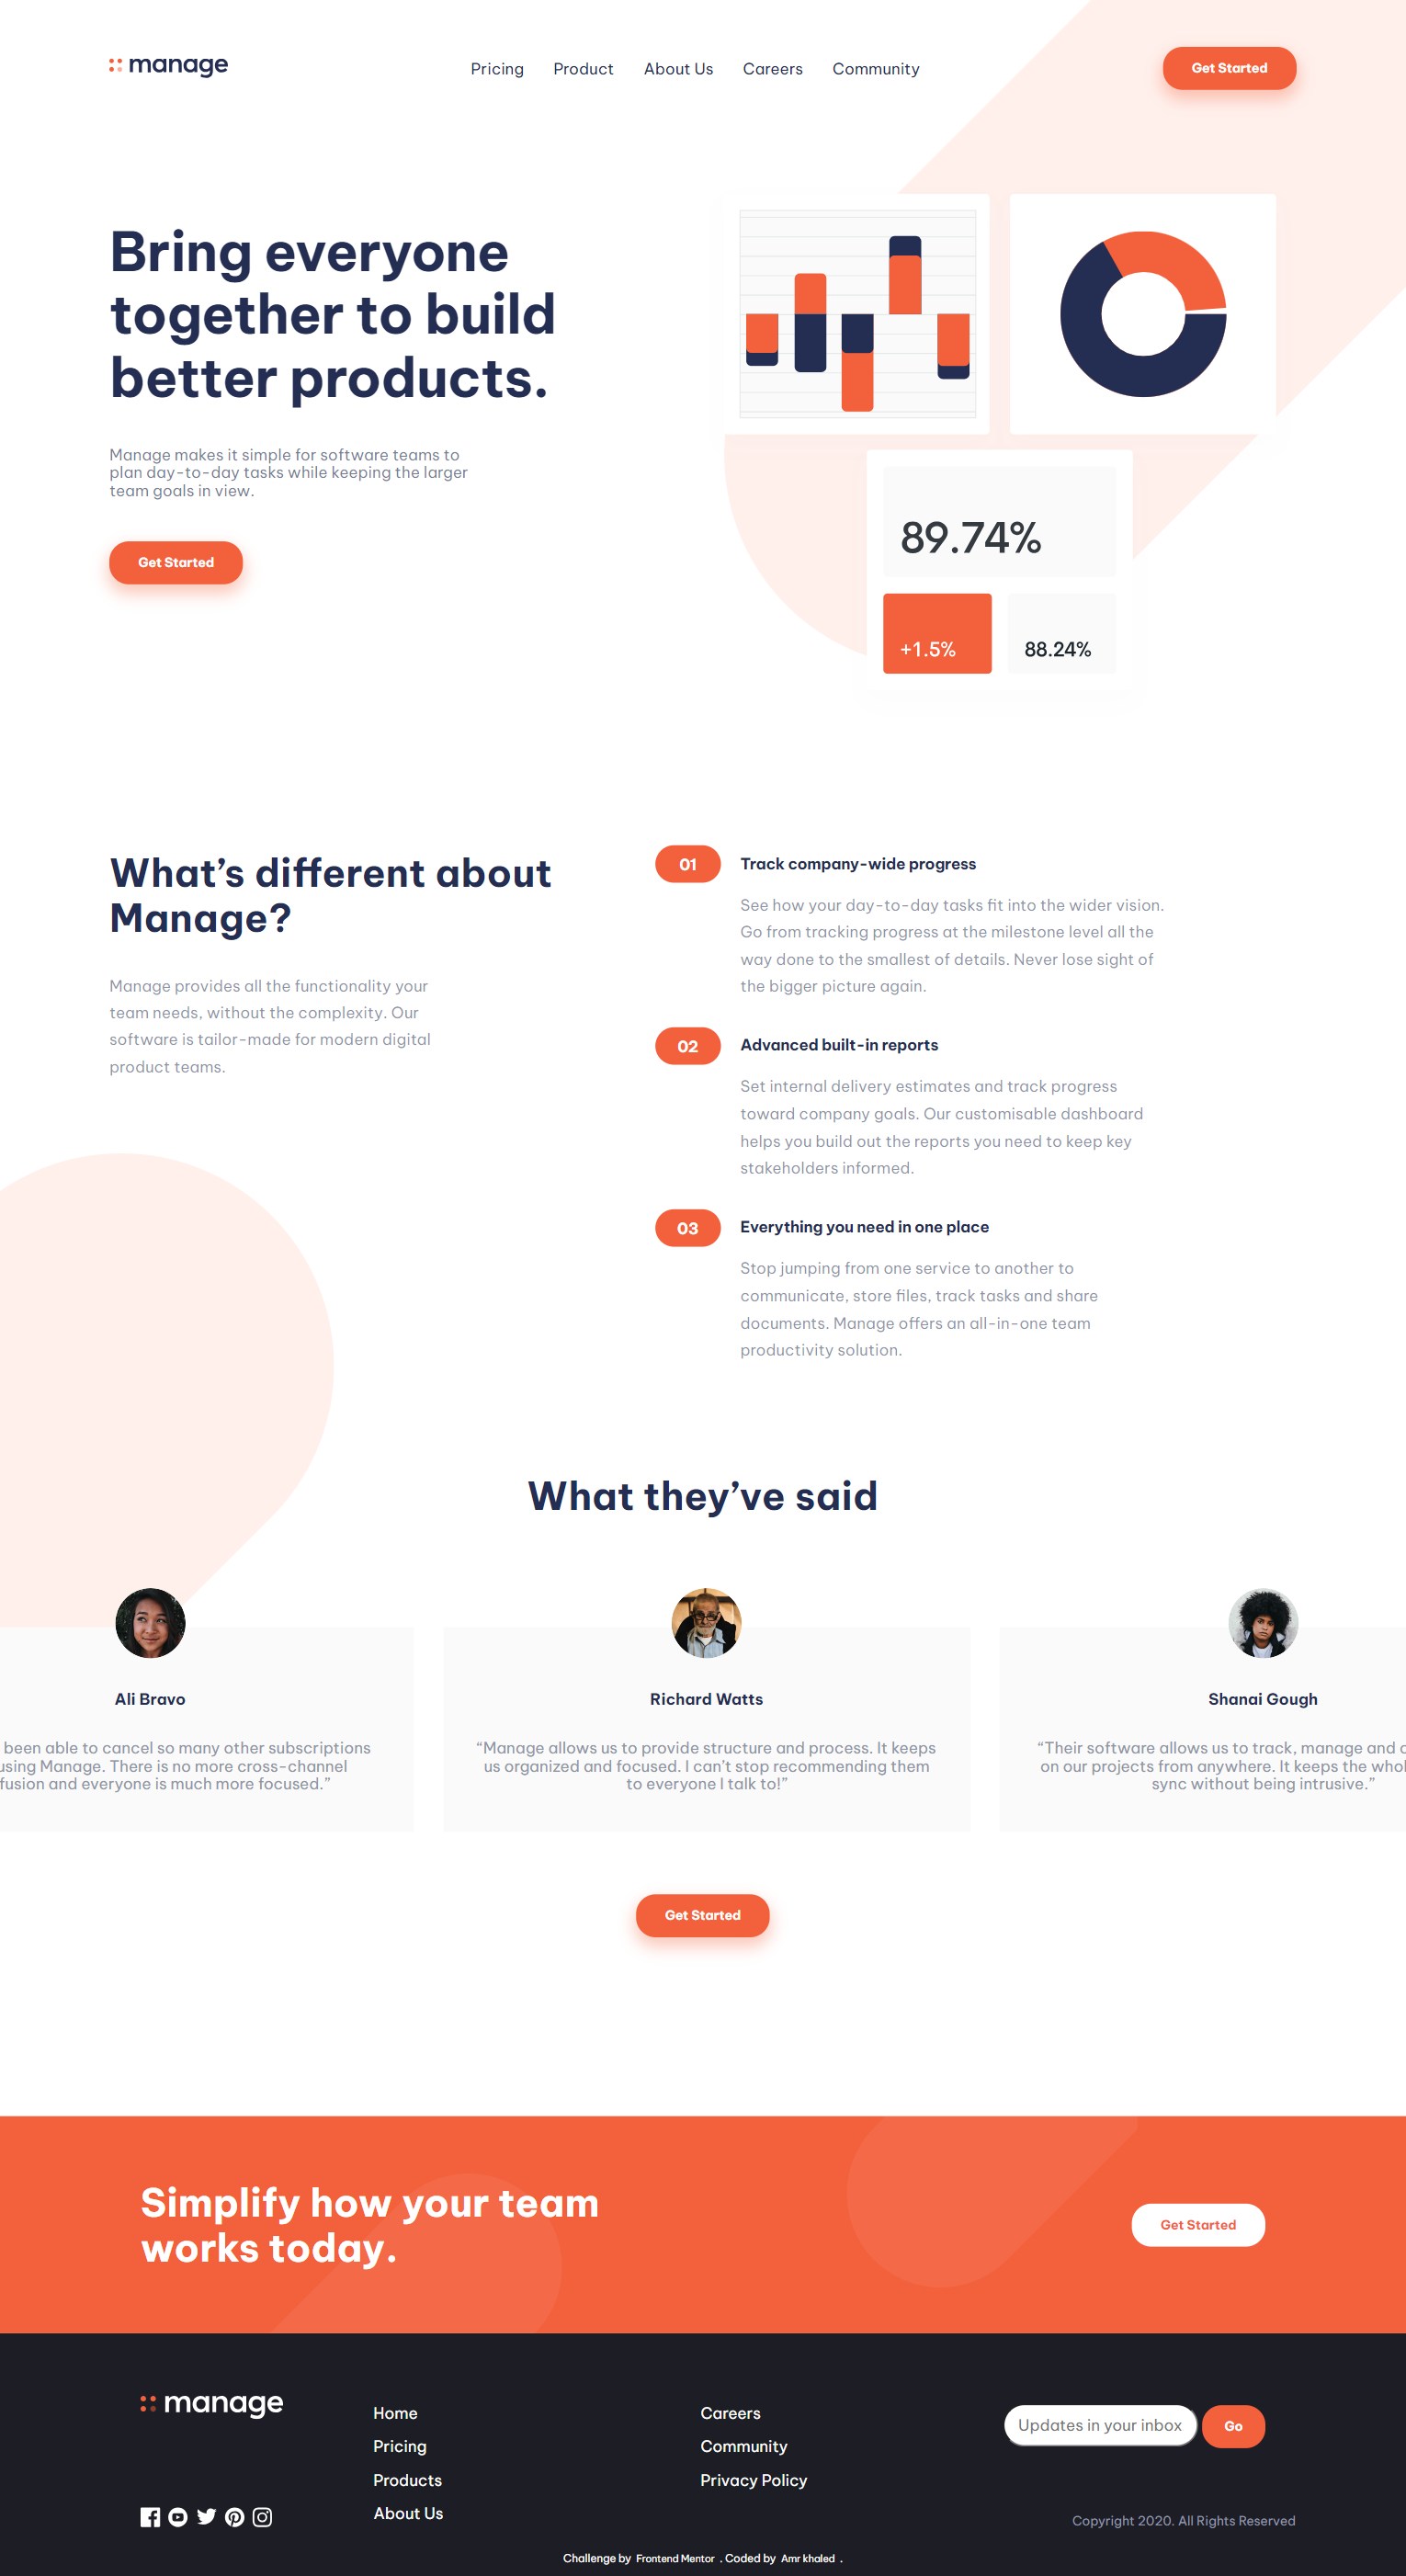 manage
Pricing
Product
About Us
Careers
Community
Get Started
Bring everyone
together to build
better products.
Manage makes it simple for software teams to
plan day-to-day tasks while keeping the larger
team goals in view.
Get Started
89.74%
+1.5%
88.24%
What’s different about
Manage?
Manage provides all the functionality your
team needs, without the complexity. Our
software is tailor-made for modern digital
product teams.
01
Track company-wide progress
See how your day-to-day tasks fit into the wider vision.
Go from tracking progress at the milestone level all the
way done to the smallest of details. Never lose sight of
the bigger picture again.
02
Advanced built-in reports
Set internal delivery estimates and track progress
toward company goals. Our customisable dashboard
helps you build out the reports you need to keep key
stakeholders informed.
03
Everything you need in one place
Stop jumping from one service to another to
communicate, store files, track tasks and share
documents. Manage offers an all-in-one team
productivity solution.
What they’ve said
Ali Bravo
been able to cancel so many other subscriptions
using Manage. There is no more cross-channel
fusion and everyone is much more focused.”
Richard Watts
“Manage allows us to provide structure and process. It keeps
us organized and focused. I can’t stop recommending them
to everyone I talk to!”
Shanai Gough
“Their software allows us to track, manage and
on our projects from anywhere. It keeps the
sync without being intrusive.”
Get Started
Simplify how your team
works today.
Get Started
manage
Home
Pricing
Products
About Us
Careers
Community
Privacy Policy
Updates in your inbox
Go
Copyright 2020. All Rights Reserved
Challenge by Frontend Mentor . Coded by Amr khaled .